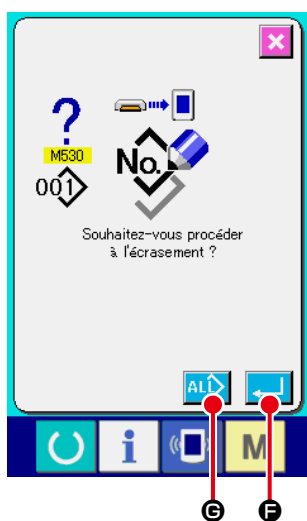 ?
M530
001
No.
Souhaitez-vous procéder
à l'écrasement ?
ALL
i
M
G
F